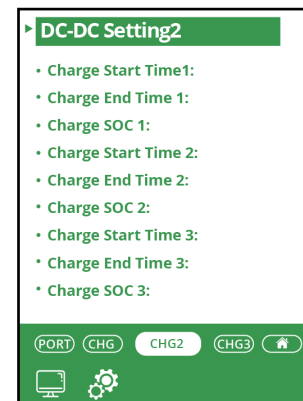 DC-DC Setting2
• Charge Start Time1:
• Charge End Time 1:
• Charge SOC 1:
• Charge Start Time 2:
• Charge End Time 2:
• Charge SOC 2:
• Charge Start Time 3:
• Charge End Time 3:
• Charge SOC 3:
PORT CHG CHG2 CHG3